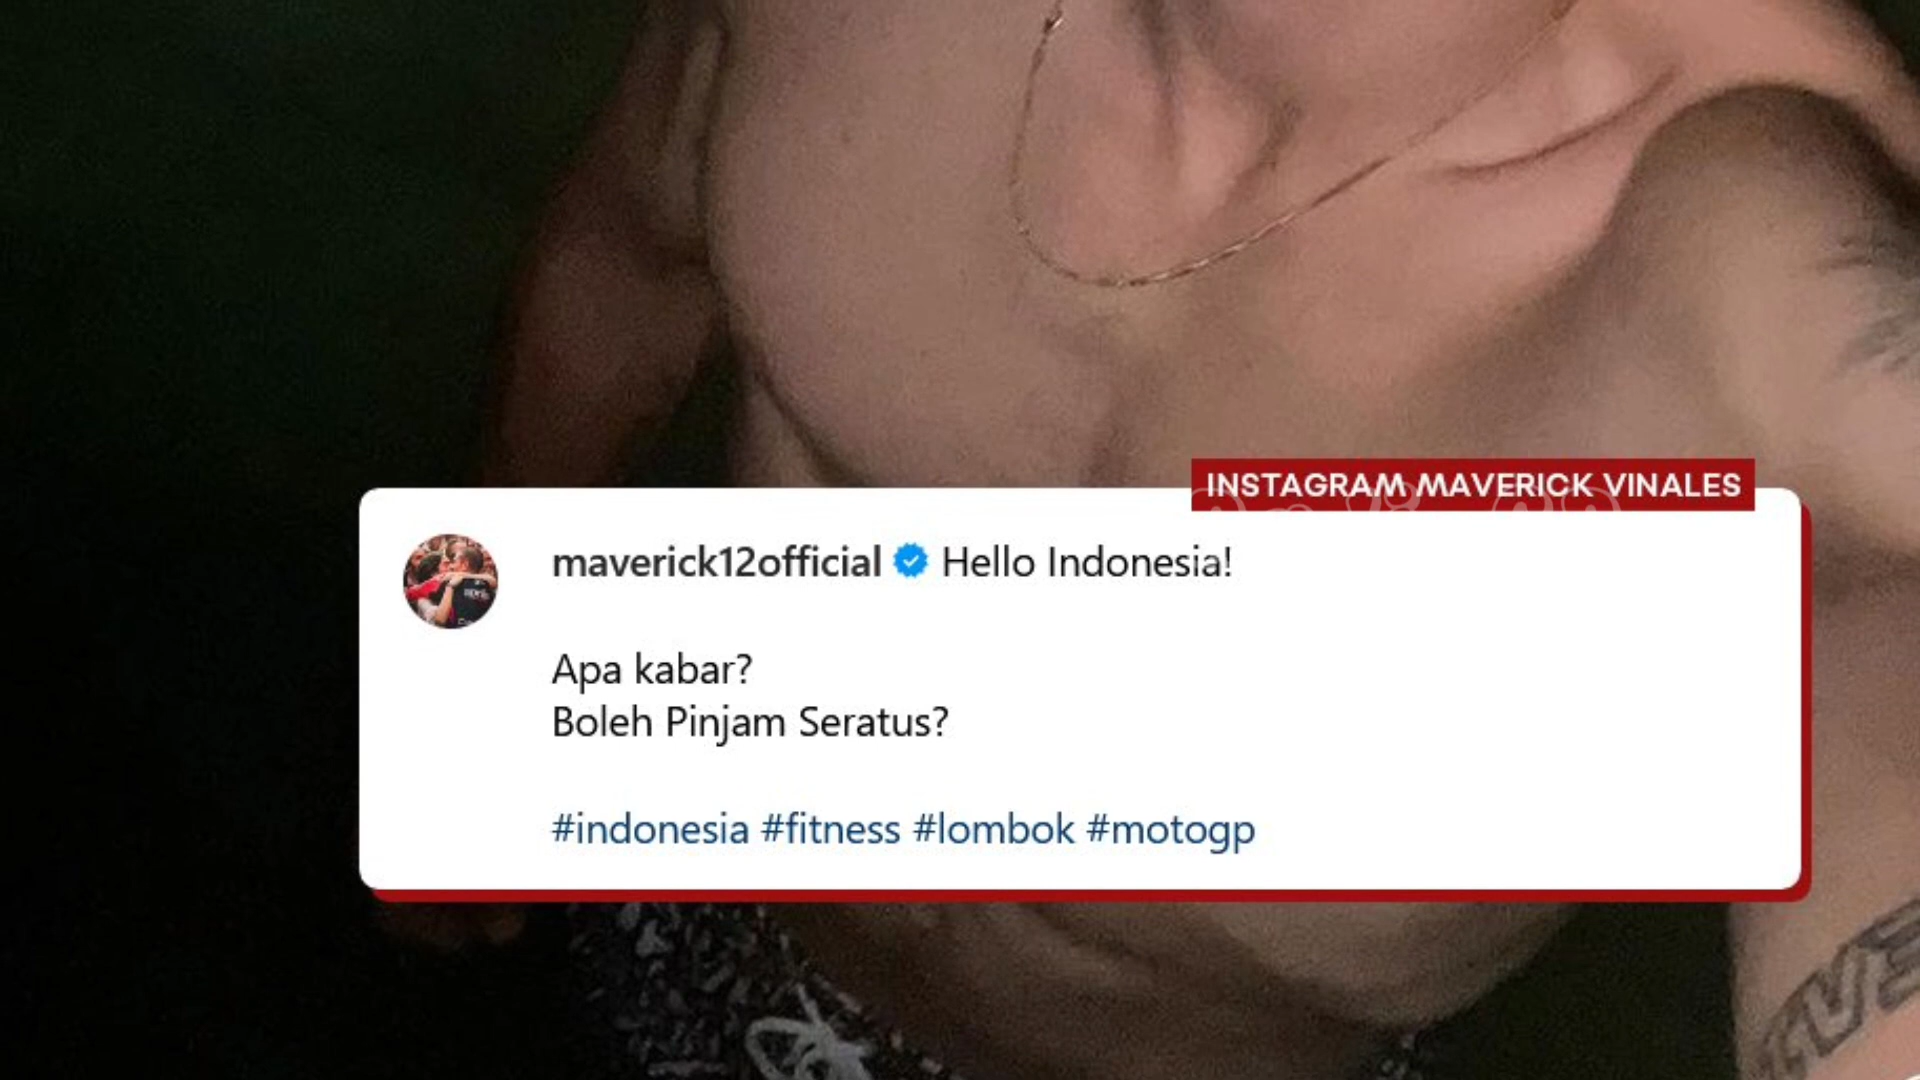 INSTAGRAM MAVERICK VINALES
maverick12official Hello Indonesia!
Apa kabar?
Boleh Pinjam Seratus?
#indonesia #fitness #lombok #motogp